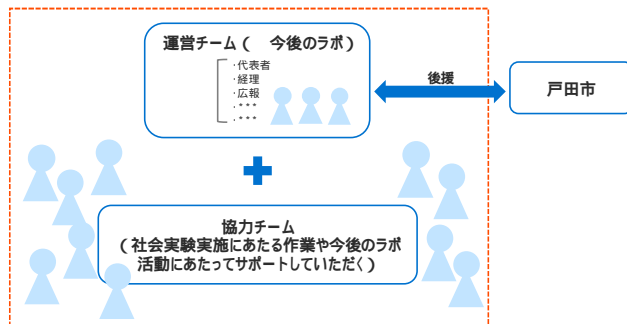 運営チーム（　今後のラボ）
・代表者
・経理
・広報
・***
・***
後援
戸田市
協力チーム
（社会実験実施にあたる作業や今後のラボ
活動にあたってサポートしていただく）